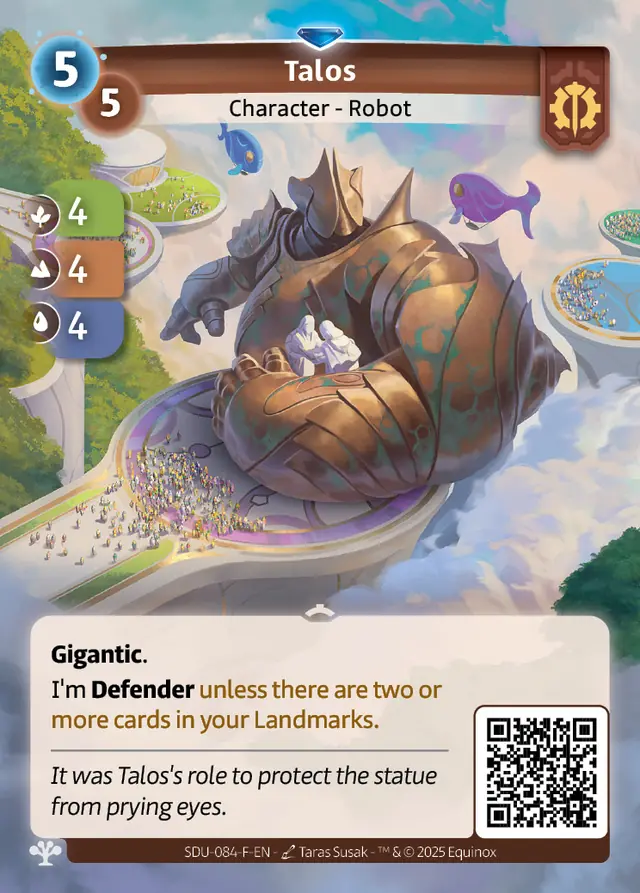 5
5
Talos
Character - Robot
4
4
4
Gigantic.
I'm Defender unless there are two or
more cards in your Landmarks.
It was Talos's role to protect the statue
from prying eyes.
SDU-084-F-EN - Taras Susak - ™ & © 2025 Equinox